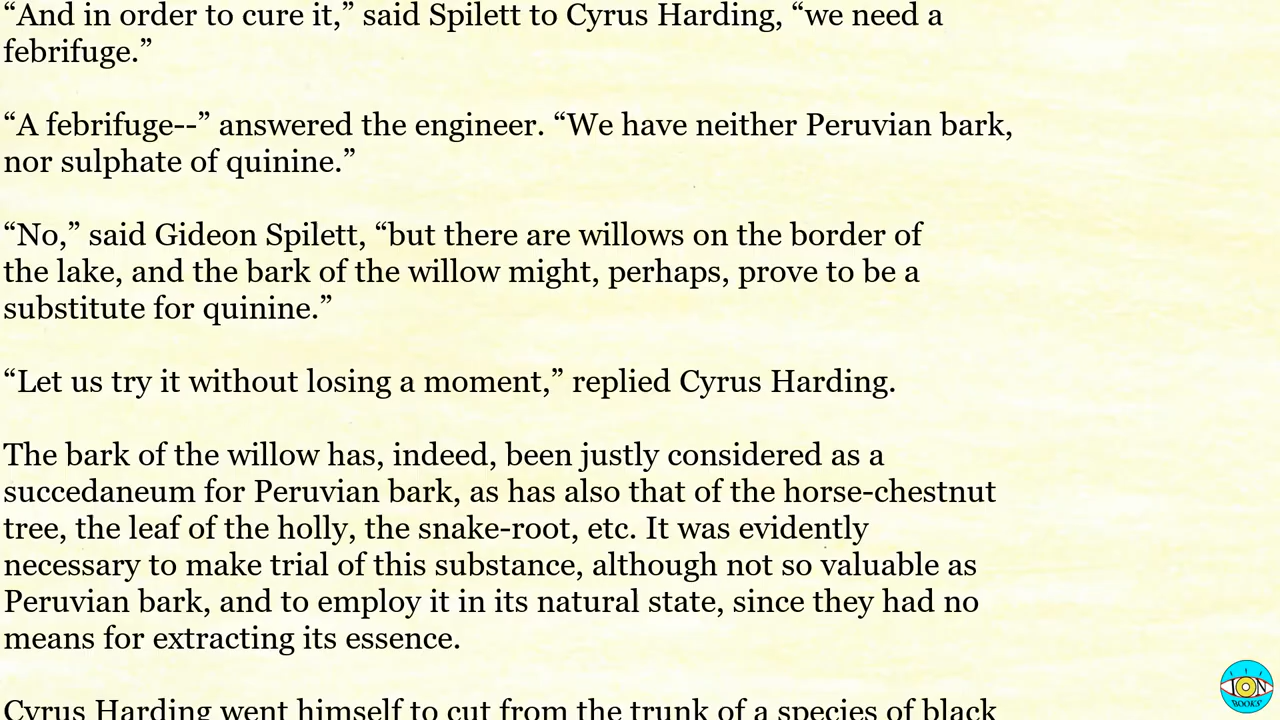 “And in order to cure it,” said Spilett to Cyrus Harding, “we need a
febrifuge.”
“A febrifuge--” answered the engineer. “We have neither Peruvian bark,
nor sulphate of quinine.”
“No,” said Gideon Spilett, “but there are willows on the border of
the lake, and the bark of the willow might, perhaps, prove to be a
substitute for quinine.”
“Let us try it without losing a moment,” replied Cyrus Harding.
The bark of the willow has, indeed, been justly considered as a
succedaneum for Peruvian bark, as has also that of the horse-chestnut
tree, the leaf of the holly, the snake-root, etc. It was evidently
necessary to make trial of this substance, although not so valuable as
Peruvian bark, and to employ it in its natural state, since they had no
means for extracting its essence.
Cyrus Harding went himself to cut from the trunk of a species of black
ION
BOOKS